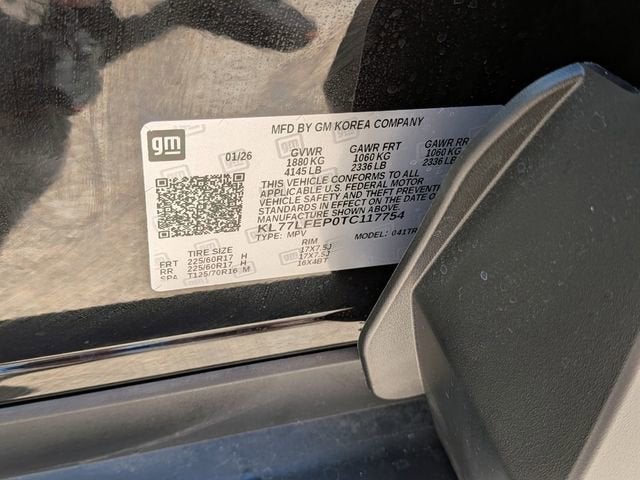 MFD BY GM KOREA COMPANY
gm
01/26 GVWR GAWR FRT GAWR RR
1880 KG 1060 KG 1060 KG
4145 LB 2336 LB 2336 LB
THIS VEHICLE CONFORMS TO ALL
APPLICABLE U.S. FEDERAL MOTOR
VEHICLE SAFETY AND THEFT PREVENTI
STANDARDS IN EFFECT ON THE DATE O
MANUFACTURE SHOWN ABOVE.
KL77LFEP0TC117754
TYPE: MPV MODEL: 041TR
TIRE SIZE RIM
FRT 225/60R17 H 17X7.5J
RR 225/60R17 H 17X7.5J
SPA T125/70R16 M 16X4BT